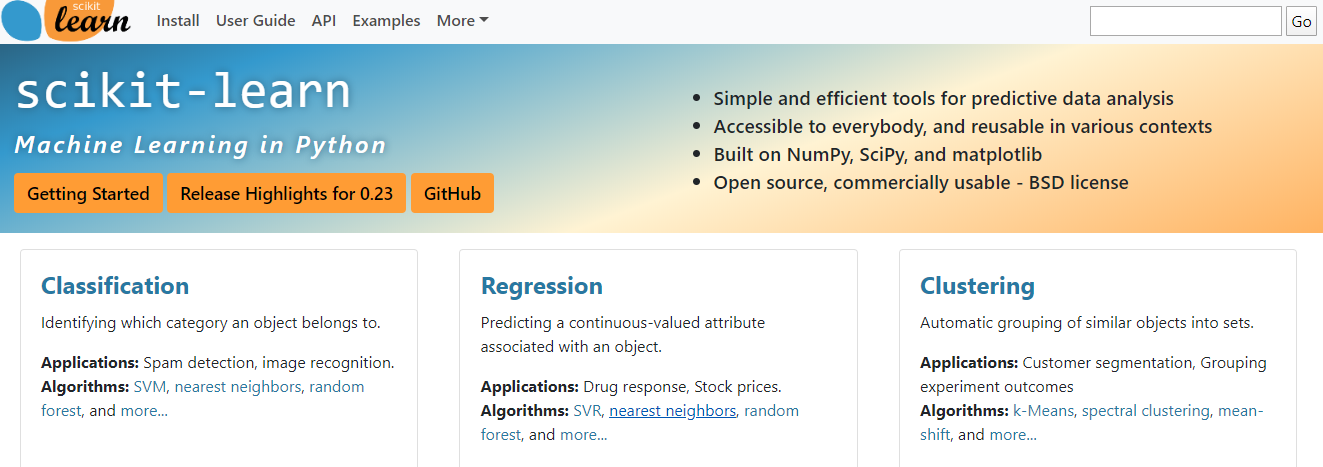 scikit
learn
Install User Guide API Examples More
Go
scikit-learn
Machine Learning in Python
Getting Started Release Highlights for 0.23 GitHub
• Simple and efficient tools for predictive data analysis
• Accessible to everybody, and reusable in various contexts
• Built on NumPy, SciPy, and matplotlib
• Open source, commercially usable - BSD license
Classification
Identifying which category an object belongs to.
Applications: Spam detection, image recognition.
Algorithms: SVM, nearest neighbors, random
forest, and more...
Regression
Predicting a continuous-valued attribute
associated with an object.
Applications: Drug response, Stock prices.
Algorithms: SVR, nearest neighbors, random
forest, and more...
Clustering
Automatic grouping of similar objects into sets.
Applications: Customer segmentation, Grouping
experiment outcomes
Algorithms: k-Means, spectral clustering, mean-
shift, and more...